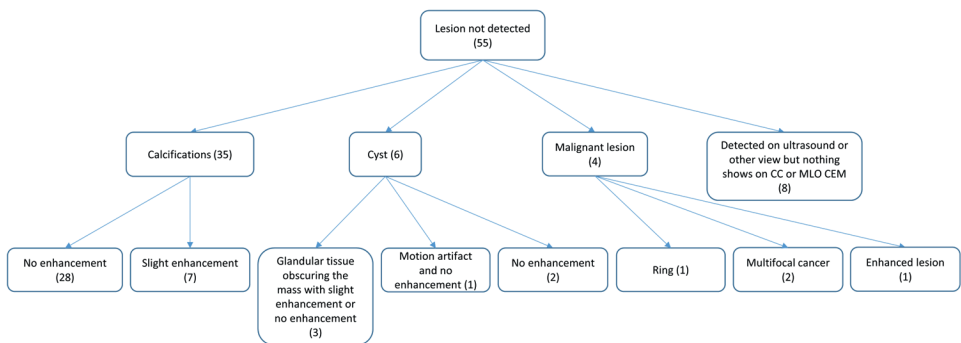 Lesion not detected
(55)
Calcifications (35)
Cyst (6)
Malignant lesion
(4)
Detected on ultrasound or
other view but nothing
shows on CC or MLO CEM
(8)
No enhancement
(28)
Slight enhancement
(7)
Glandular tissue
obscuring the
mass with slight
enhancement or
no enhancement
(3)
Motion artifact
and no
enhancement (1)
No enhancement
(2)
Ring (1)
Multifocal cancer
(2)
Enhanced lesion
(1)